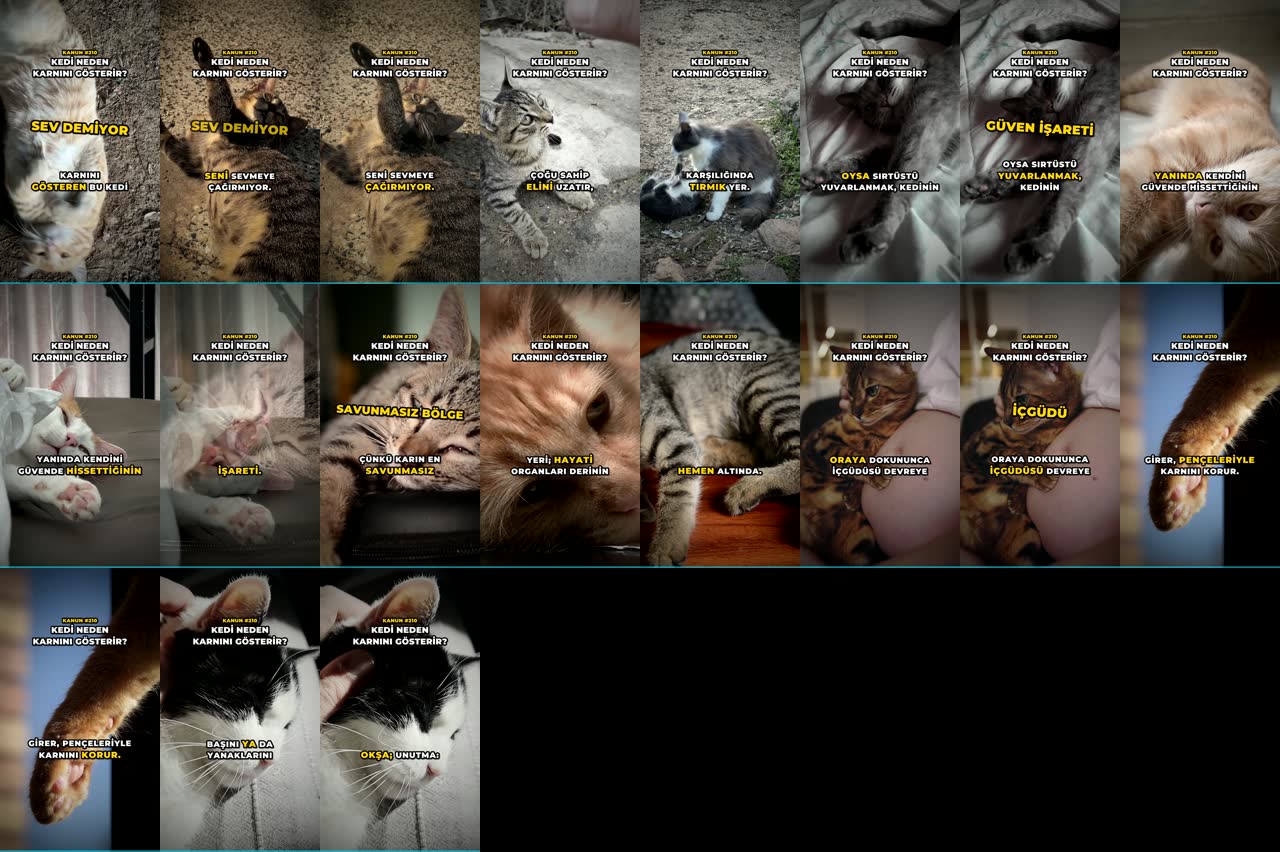 KANUN #210
KEDİ NEDEN
KARNINI GÖSTERİR?
SEV DEMİYOR
KARNINI
GÖSTEREN BU KEDİ
KANUN #210
KEDİ NEDEN
KARNINI GÖSTERİR?
SEV DEMİYOR
SENİ SEVMEYE
ÇAĞIRMIYOR.
KANUN #210
KEDİ NEDEN
KARNINI GÖSTERİR?
SENİ SEVMEYE
ÇAĞIRMIYOR.
KANUN #210
KEDİ NEDEN
KARNINI GÖSTERİR?
ÇOĞU SAHİP
ELİNİ UZATIR,
KANUN #210
KEDİ NEDEN
KARNINI GÖSTERİR?
KARŞILIĞINDA
TIRMIK YER.
KANUN #210
KEDİ NEDEN
KARNINI GÖSTERİR?
OYSA SIRTÜSTÜ
YUVARLANMAK, KEDİNİN
KANUN #210
KEDİ NEDEN
KARNINI GÖSTERİR?
GÜVEN İŞARETİ
OYSA SIRTÜSTÜ
YUVARLANMAK,
KEDİNİN
KANUN #210
KEDİ NEDEN
KARNINI GÖSTERİR?
YANINDA KENDİNİ
GÜVENDE HİSSETTİĞİNİN
KANUN #210
KEDİ NEDEN
KARNINI GÖSTERİR?
YANINDA KENDİNİ
GÜVENDE HİSSETTİĞİNİN
KANUN #210
KEDİ NEDEN
KARNINI GÖSTERİR?
İŞARETİ.
KANUN #210
KEDİ NEDEN
KARNINI GÖSTERİR?
SAVUNMASIZ BÖLGE
ÇÜNKÜ KARIN EN
SAVUNMASIZ
KANUN #210
KEDİ NEDEN
KARNINI GÖSTERİR?
YERİ; HAYATİ
ORGANLARI DERİNİN
KANUN #210
KEDİ NEDEN
KARNINI GÖSTERİR?
HEMEN ALTINDA.
KANUN #210
KEDİ NEDEN
KARNINI GÖSTERİR?
ORAYA DOKUNUNCA
İÇGÜDÜSÜ DEVREYE
KANUN #210
KEDİ NEDEN
KARNINI GÖSTERİR?
İÇGÜDÜ
ORAYA DOKUNUNCA
İÇGÜDÜSÜ DEVREYE
KANUN #210
KEDİ NEDEN
KARNINI GÖSTERİR?
GİRER, PENÇELERİYLE
KARNINI KORUR.
KANUN #210
KEDİ NEDEN
KARNINI GÖSTERİR?
GİRER, PENÇELERİYLE
KARNINI KORUR.
KANUN #210
KEDİ NEDEN
KARNINI GÖSTERİR?
BAŞINI YA DA
YANAKLARINI
KANUN #210
KEDİ NEDEN
KARNINI GÖSTERİR?
OKŞA; UNUTMA: